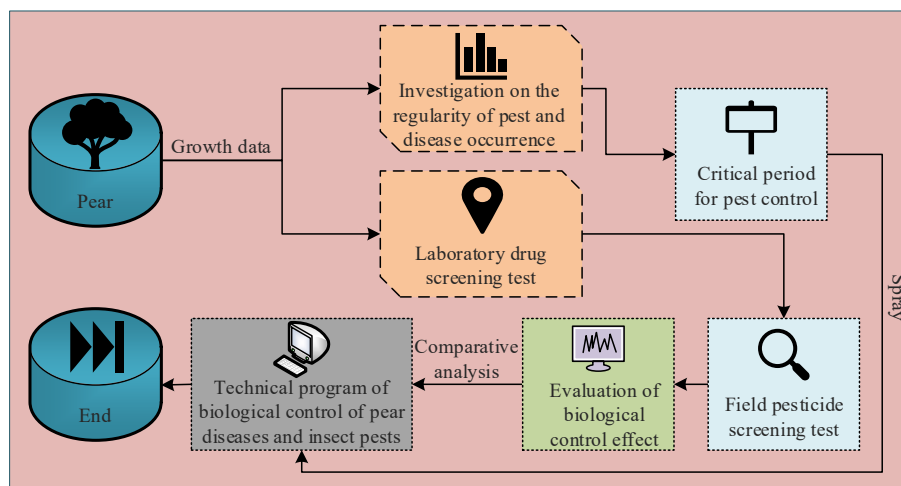 Pear
Growth data
Investigation on the
regularity of pest and
disease occurrence
Critical period
for pest control
Laboratory drug
screening test
Spray
Field pesticide
screening test
Evaluation of
biological
control effect
Comparative
analysis
Technical program of
biological control of pear
diseases and insect pests
End